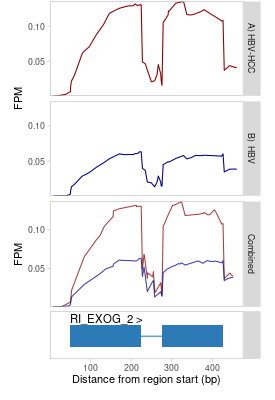 0.10
0.05
A) HBV-HCC
FPM
0.10
0.05
B) HBV
0.10
0.05
FPM
Combined
RI_EXOG_2 >
100
200
300
400
Distance from region start (bp)